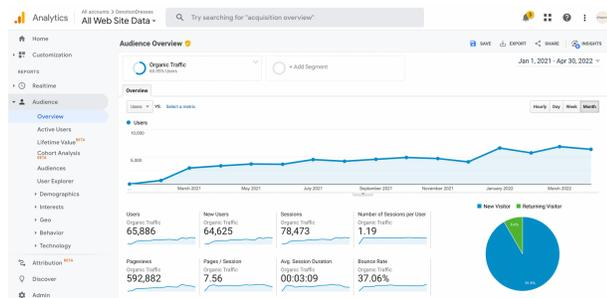 Analytics
All accounts > DevotionDresses
All Web Site Data
Try searching for "acquisition overview"
Home
Customization
REPORTS
Realtime
Audience
Overview
Active Users
Lifetime Value BETA
Cohort Analysis BETA
Audiences
User Explorer
Demographics
Interests
Geo
Behavior
Technology
Attribution BETA
Discover
Admin
Audience Overview
SAVE
EXPORT
SHARE
INSIGHTS
Organic Traffic
+ Add Segment
Jan 1, 2021 - Apr 30, 2022
Overview
Users VS. Select a metric
Hourly Day Week Month
Users
10,000
5,000
... March 2021 May 2021 July 2021 September 2021 November 2021 January 2022 March 2022
New Visitor Returning Visitor
Users
Organic Traffic
65,886
New Users
Organic Traffic
64,625
Sessions
Organic Traffic
78,473
Number of Sessions per User
Organic Traffic
1.19
Pageviews
Organic Traffic
592,882
Pages / Session
Organic Traffic
7.56
Avg. Session Duration
Organic Traffic
00:03:09
Bounce Rate
Organic Traffic
37.06%